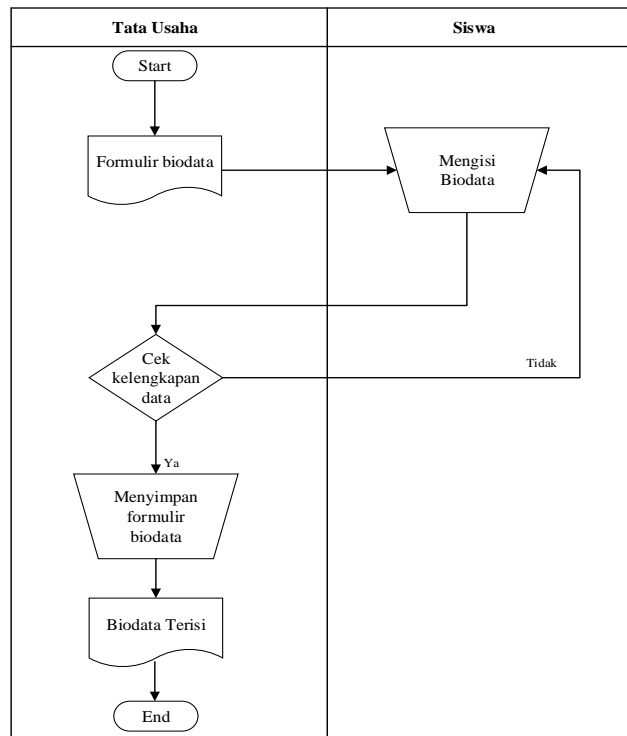 Tata Usaha
Siswa
Start
Formulir biodata
Mengisi
Biodata
Cek
kelengkapan
data
Tidak
Ya
Menyimpan
formulir
biodata
Biodata Terisi
End